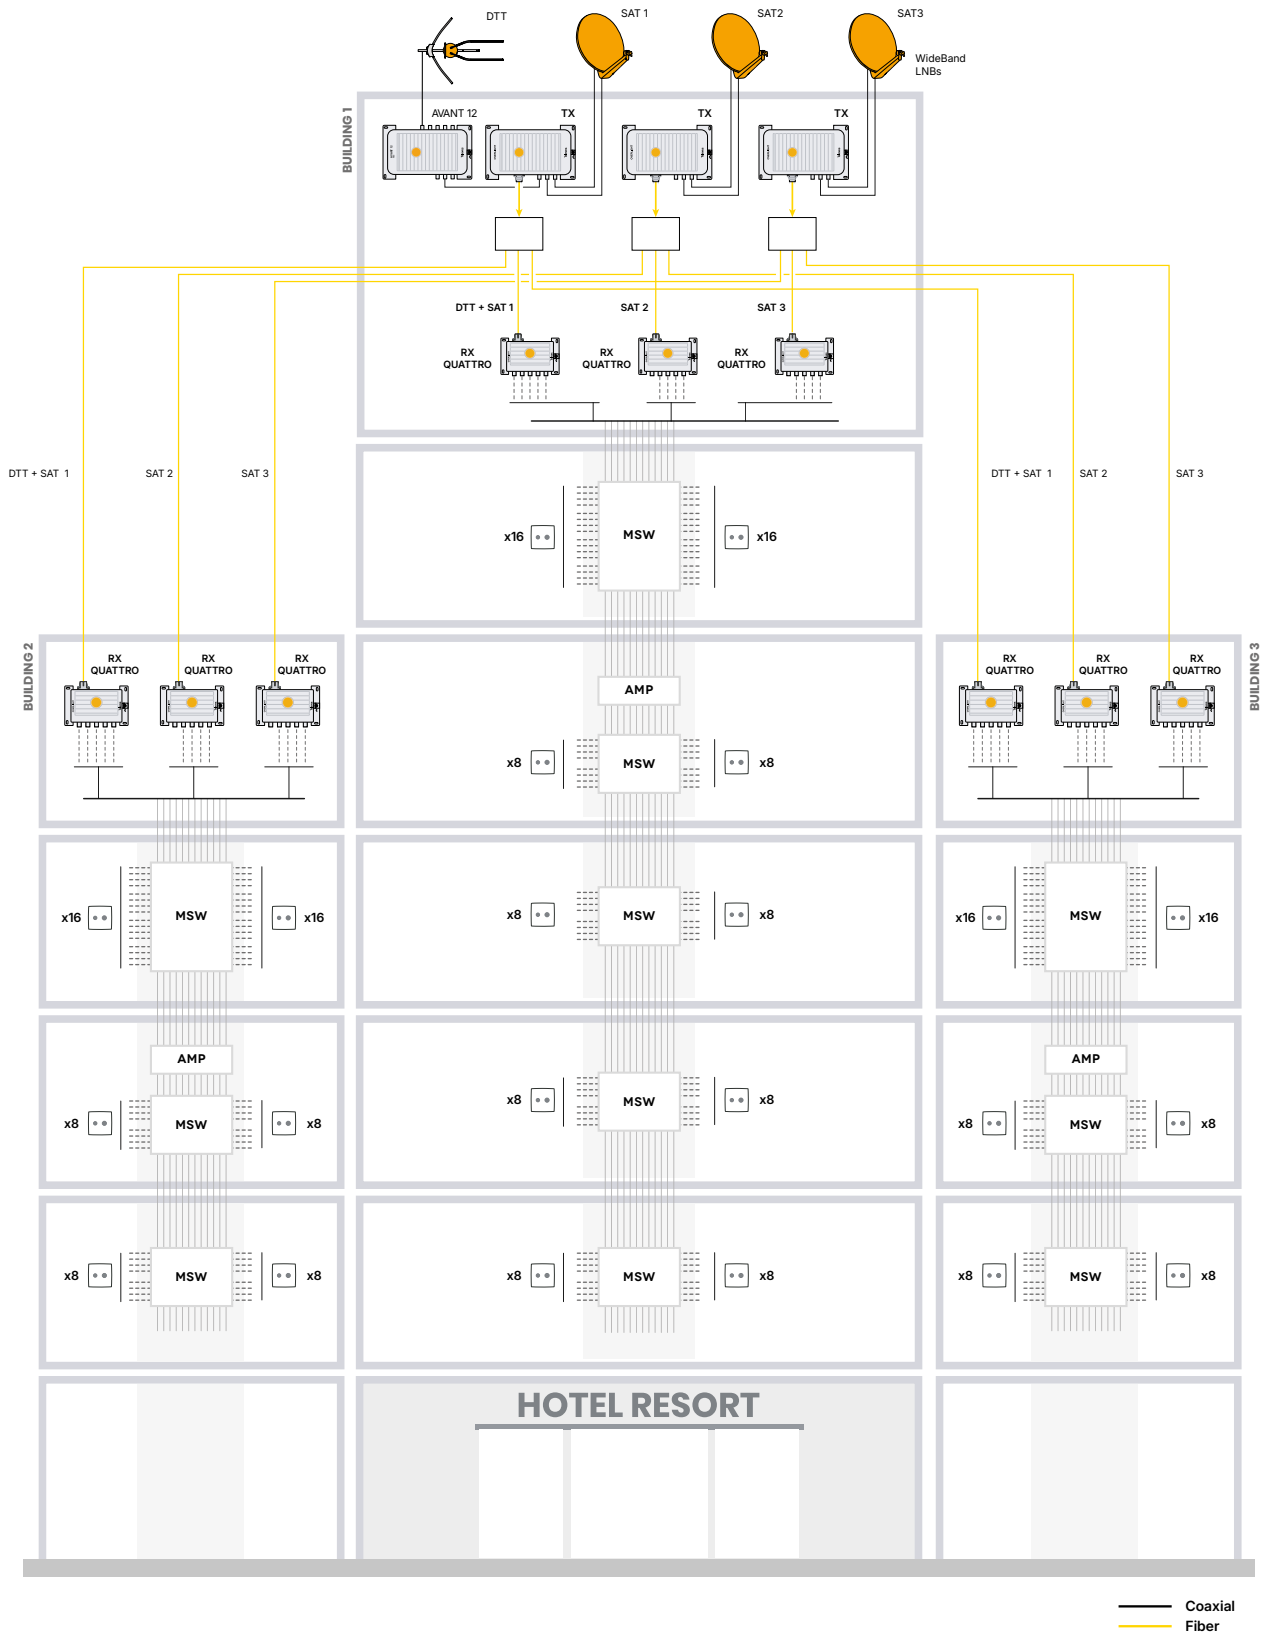 DTT
SAT 1
SAT2
SAT3
WideBand
LNBs
BUILDING 1
AVANT 12
TX
TX
TX
DTT + SAT 1
SAT 2
SAT 3
RX
QUATTRO
RX
QUATTRO
RX
QUATTRO
DTT + SAT 1
SAT 2
SAT 3
DTT + SAT 1
SAT 2
SAT 3
x16
MSW
x16
BUILDING 2
RX
QUATTRO
RX
QUATTRO
RX
QUATTRO
AMP
x8
MSW
x8
BUILDING 3
RX
QUATTRO
RX
QUATTRO
RX
QUATTRO
x16
MSW
x16
x8
MSW
x8
x16
MSW
x16
AMP
x8
MSW
x8
x8
MSW
x8
AMP
x8
MSW
x8
x8
MSW
x8
x8
MSW
x8
x8
MSW
x8
HOTEL RESORT
Coaxial
Fiber